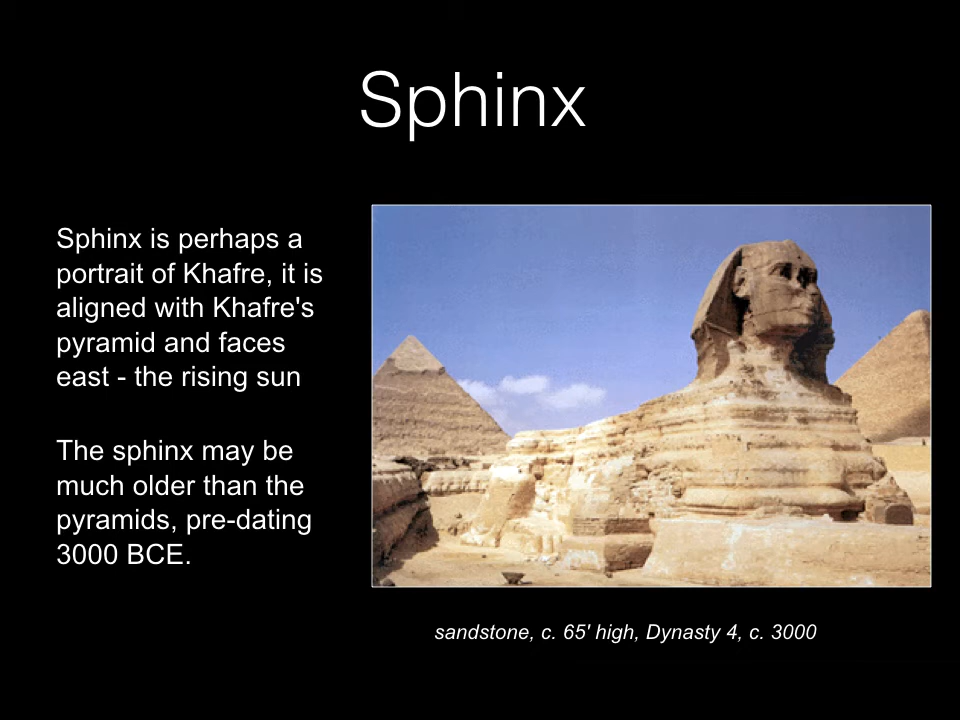 Sphinx
Sphinx is perhaps a
portrait of Khafre, it is
aligned with Khafre's
pyramid and faces
east - the rising sun
The sphinx may be
much older than the
pyramids, pre-dating
3000 BCE.
sandstone, c. 65' high, Dynasty 4, c. 3000